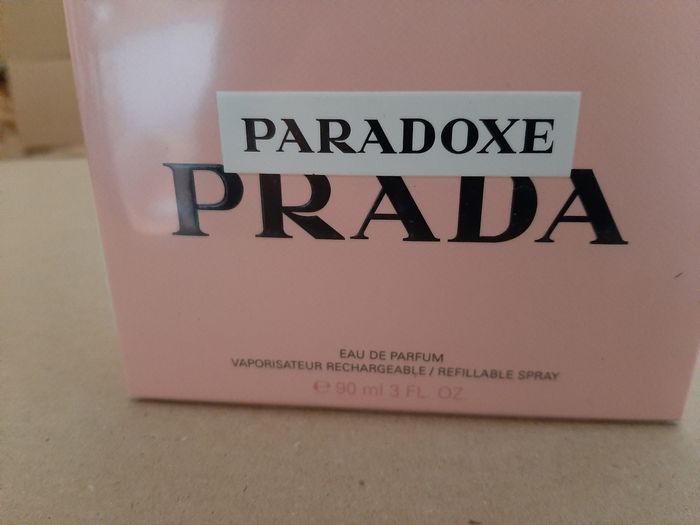 PARADOXE
PRADA
EAU DE PARFUM
VAPORISATEUR RECHARGEABLE / REFILLABLE SPRAY
℮ 90 ml 3 FL. OZ.